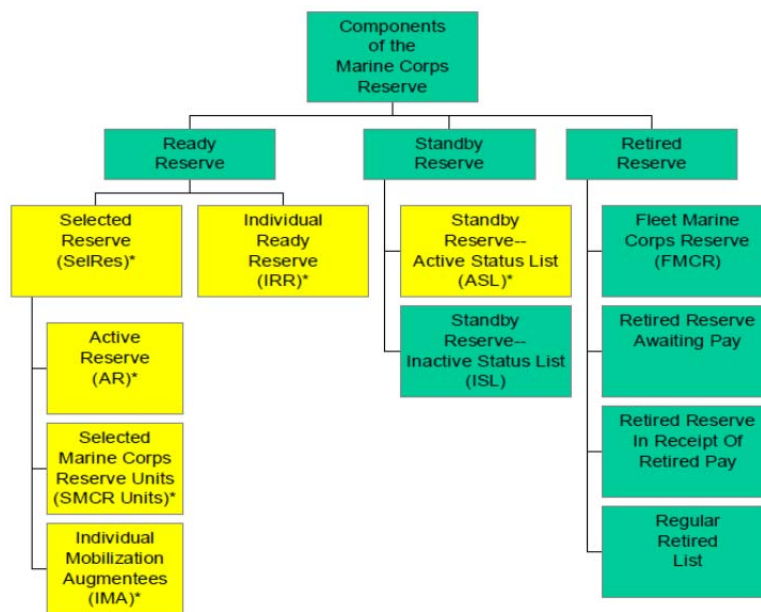 Components
of the
Marine Corps
Reserve
Ready
Reserve
Standby
Reserve
Retired
Reserve
Selected
Reserve
(SelRes)*
Individual
Ready
Reserve
(IRR)*
Standby
Reserve--
Active Status List
(ASL)*
Fleet Marine
Corps Reserve
(FMCR)
Active
Reserve
(AR)*
Standby
Reserve--
Inactive Status List
(ISL)
Retired Reserve
Awaiting Pay
Selected
Marine Corps
Reserve Units
(SMCR Units)*
Retired Reserve
In Receipt Of
Retired Pay
Individual
Mobilization
Augmentees
(IMA)*
Regular
Retired
List